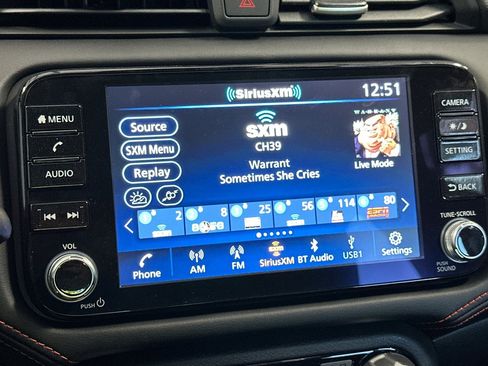 SiriusXM
12:51
MENU
AUDIO
VOL
PUSH
Source
SXM Menu
Replay
sxm
CH39
Warrant
Sometimes She Cries
WARRANT
Live Mode
2
8
25
56
114
80
Phone
AM
FM
SiriusXM
BT Audio
USB1
Settings
CAMERA
SETTING
BACK
TUNE·SCROLL
PUSH
SOUND